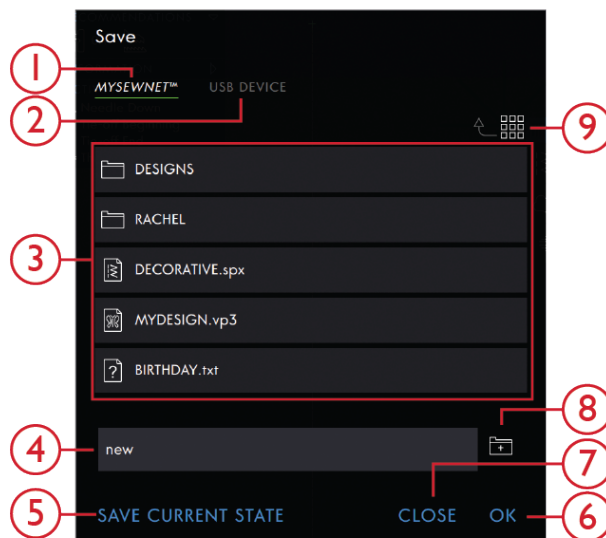 Save
1
MYSEWNET™ USB DEVICE
2
9
DESIGNS
RACHEL
3
DECORATIVE.spx
MYDESIGN.vp3
?
BIRTHDAY.txt
8
4
new
7
5
SAVE CURRENT STATE CLOSE OK
6